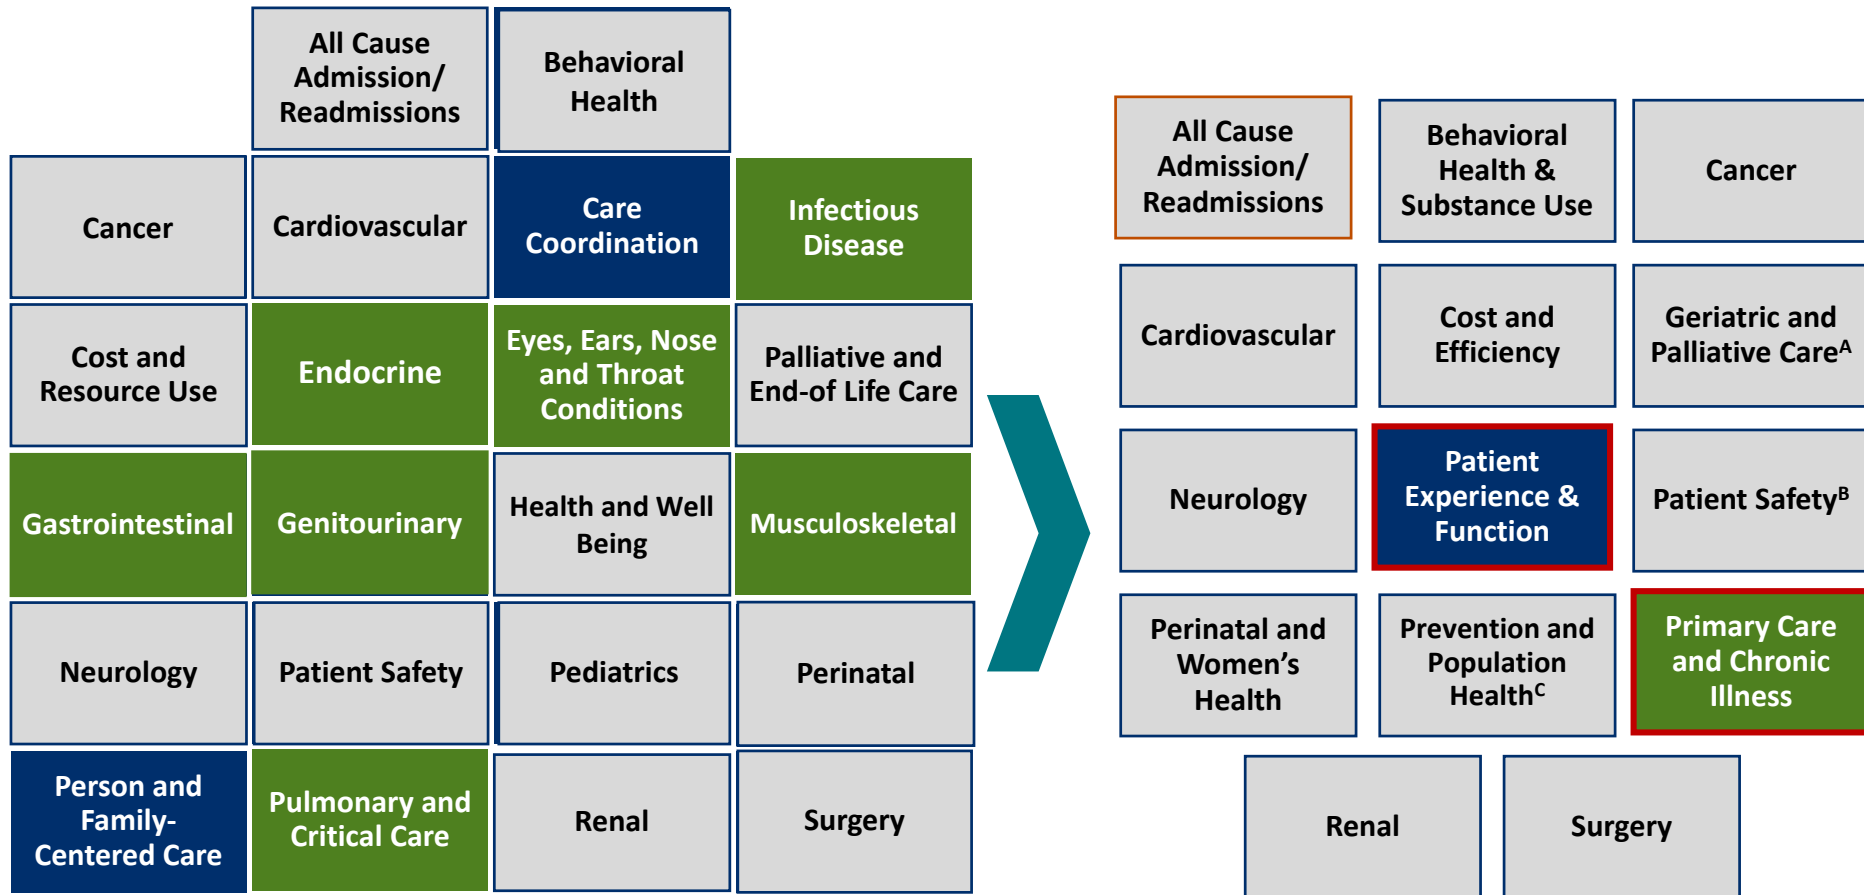 All Cause
Admission/
Readmissions
Behavioral
Health
Cancer
Cardiovascular
Care
Coordination
Infectious
Disease
Cost and
Resource Use
Endocrine
Eyes, Ears, Nose
and Throat
Conditions
Palliative and
End-of Life Care
Gastrointestinal
Genitourinary
Health and Well
Being
Musculoskeletal
Neurology
Patient Safety
Pediatrics
Perinatal
Person and
Family-
Centered Care
Pulmonary and
Critical Care
Renal
Surgery
All Cause
Admission/
Readmissions
Behavioral
Health &
Substance Use
Cancer
Cardiovascular
Cost and
Efficiency
Geriatric and
Palliative Care^A
Neurology
Patient
Experience &
Function
Patient Safety^B
Perinatal and
Women’s
Health
Prevention and
Population
Health^C
Primary Care
and Chronic
Illness
Renal
Surgery